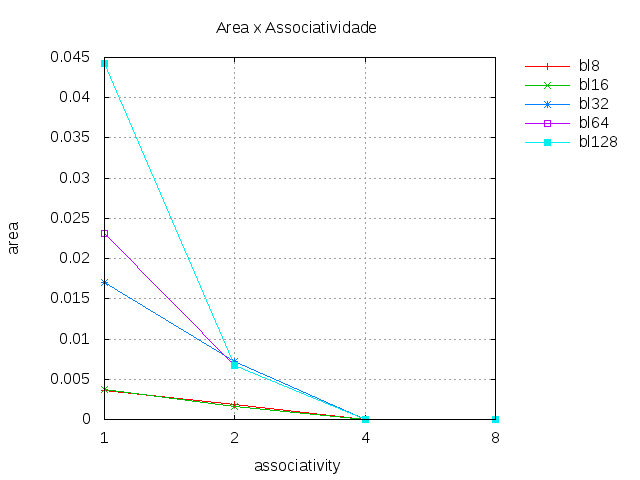 Area x Associatividade
0.045
0.04
0.035
0.03
0.025
0.02
0.015
0.01
0.005
0
area
1 2 4 8
associativity
bl8
bl16
bl32
bl64
bl128